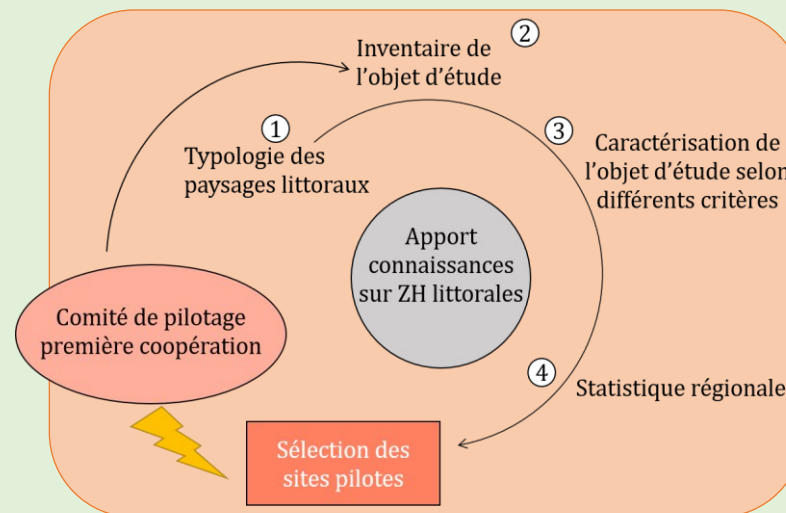 ②
Inventaire de
l’objet d’étude
①
Typologie des
paysages littoraux
③
Caractérisation de
l’objet d’étude selon
différents critères
Apport
connaissances
sur ZH littorales
Comité de pilotage
première coopération
④
Statistique régionale
Sélection des
sites pilotes